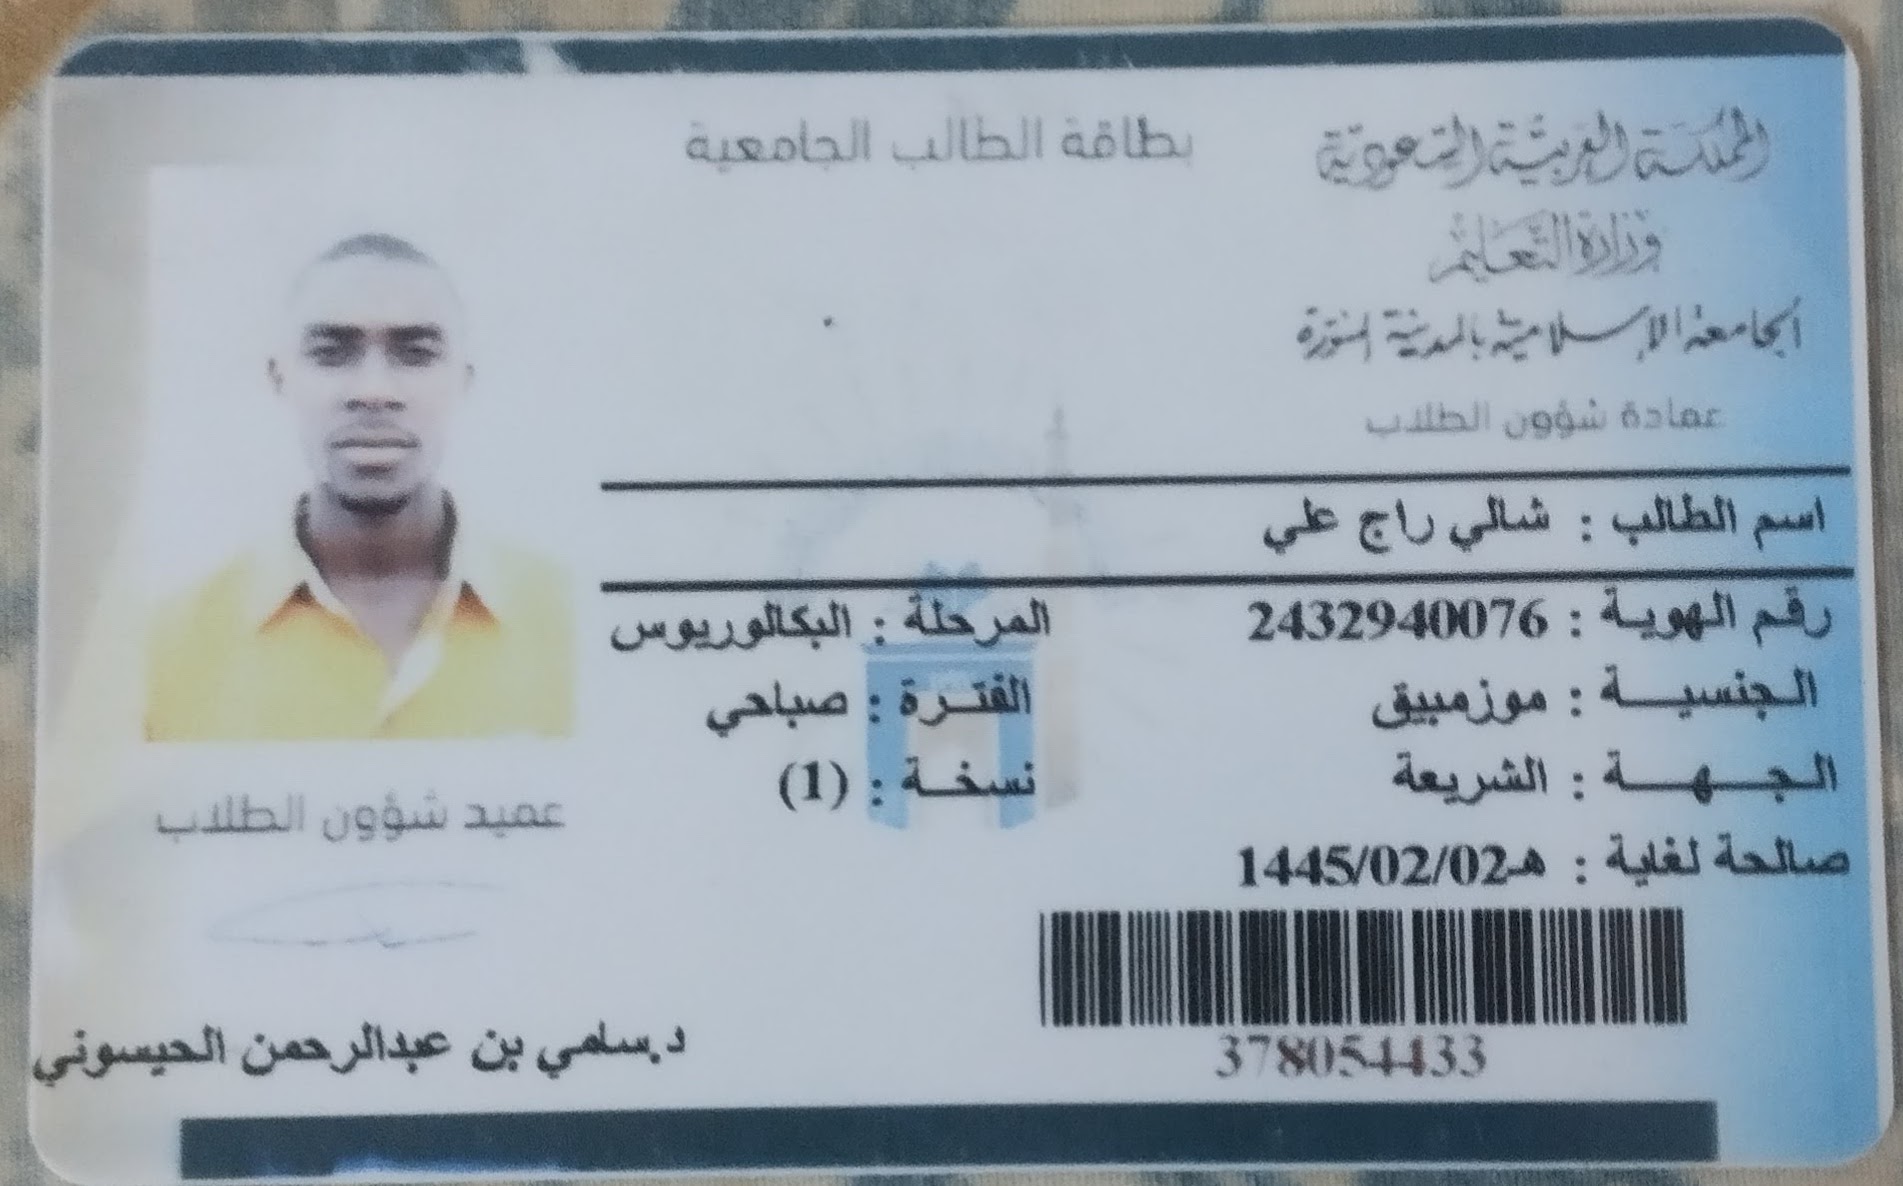 المملكة العربية السعودية
وزارة التعليم
الجامعة الإسلامية بالمدينة المنورة
عمادة شؤون الطلاب
بطاقة الطالب الجامعية
اسم الطالب : شالي راج علي
رقم الهوية : 2432940076
المرحلة : البكالوريوس
الجنسية : موزمبيق
الفترة : صباحي
الجهة : الشريعة
نسخة : (1)
صالحة لغاية : 1445/02/02هـ
378054433
عميد شؤون الطلاب
د.سامي بن عبدالرحمن الحيسوني